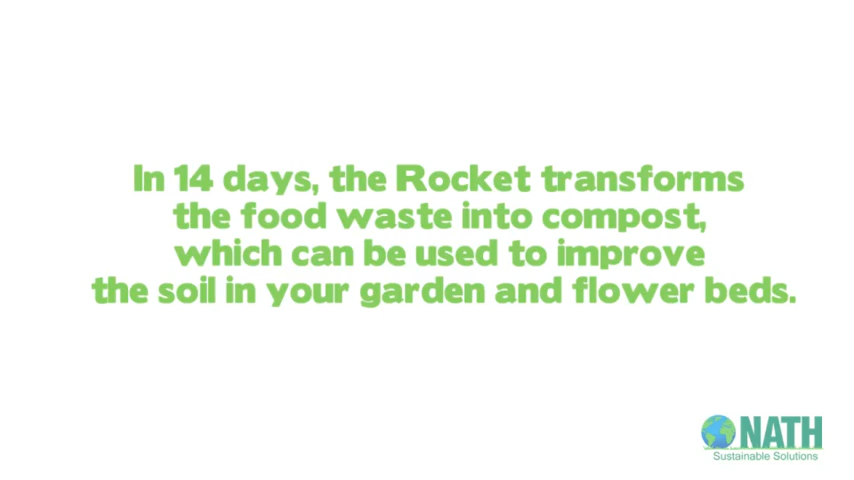 In 14 days, the Rocket transforms
the food waste into compost,
which can be used to improve
the soil in your garden and flower beds.
NATH
Sustainable Solutions